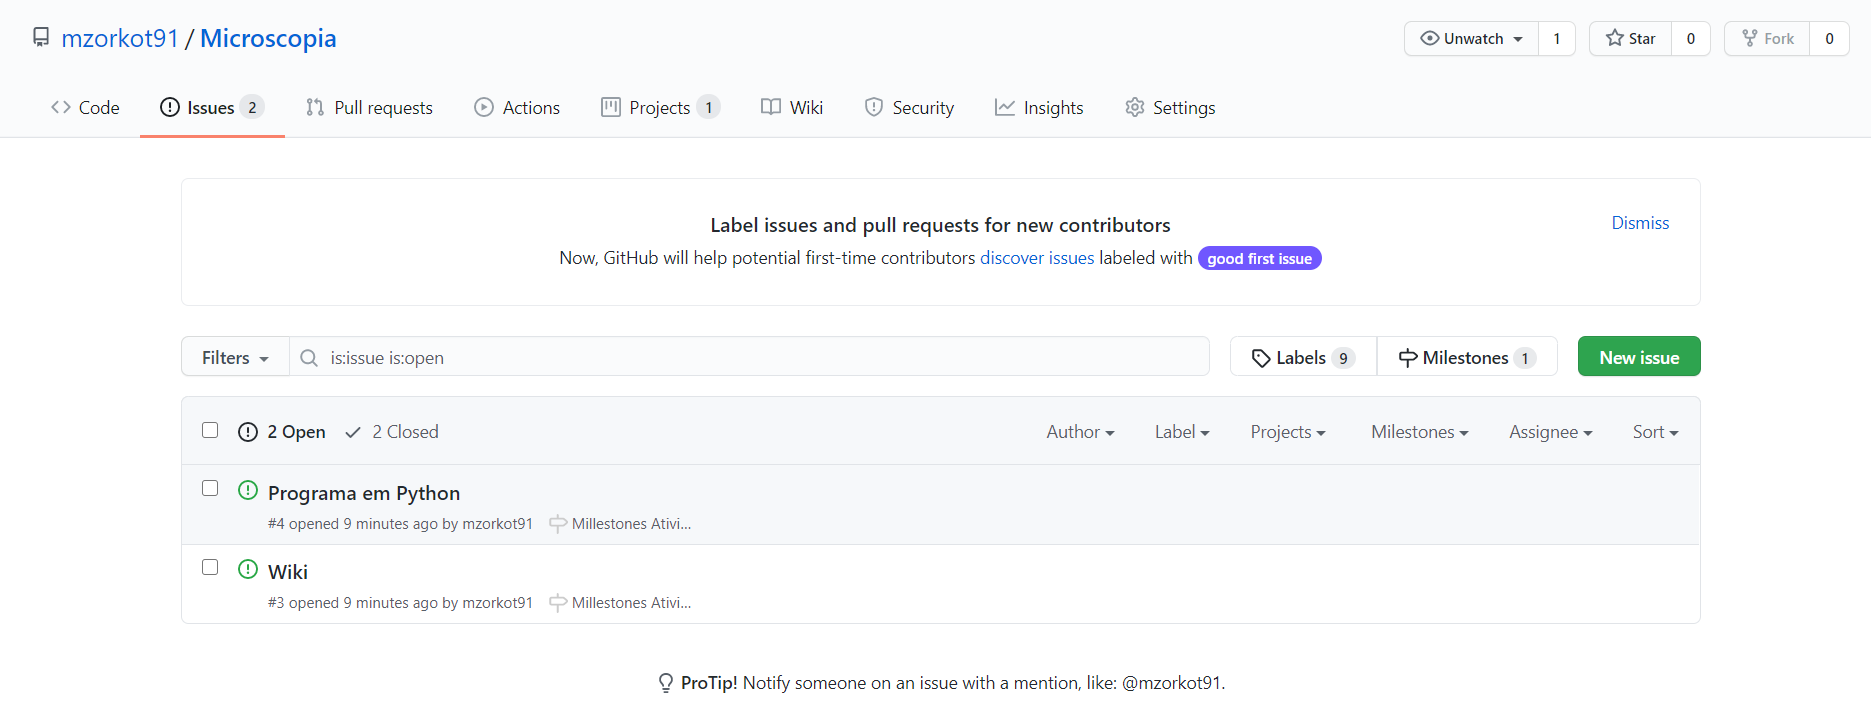 mzorkot91 / Microscopia
Unwatch 1 Star 0 Fork 0
Code Issues 2 Pull requests Actions Projects 1 Wiki Security Insights Settings
Label issues and pull requests for new contributors
Dismiss
Now, GitHub will help potential first-time contributors discover issues labeled with good first issue
Filters is:issue is:open Labels 9 Milestones 1 New issue
2 Open 2 Closed Author Label Projects Milestones Assignee Sort
Programa em Python
#4 opened 9 minutes ago by mzorkot91 Millestones Ativi...
Wiki
#3 opened 9 minutes ago by mzorkot91 Millestones Ativi...
ProTip! Notify someone on an issue with a mention, like: @mzorkot91.